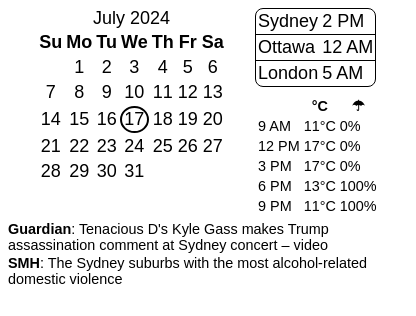 July 2024
Su Mo Tu We Th Fr Sa
1 2 3 4 5 6
7 8 9 10 11 12 13
14 15 16 17 18 19 20
21 22 23 24 25 26 27
28 29 30 31
Sydney 2 PM
Ottawa 12 AM
London 5 AM
°C ☂
9 AM 11°C 0%
12 PM 17°C 0%
3 PM 17°C 0%
6 PM 13°C 100%
9 PM 11°C 100%
Guardian: Tenacious D's Kyle Gass makes Trump
assassination comment at Sydney concert – video
SMH: The Sydney suburbs with the most alcohol-related
domestic violence